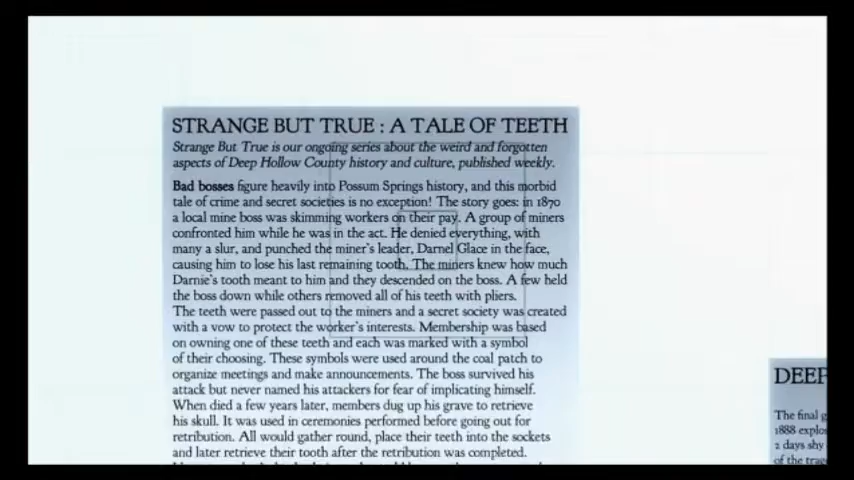 STRANGE BUT TRUE : A TALE OF TEETH
Strange But True is our ongoing series about the weird and forgotten
aspects of Deep Hollow County history and culture, published weekly.
Bad bosses figure heavily into Possum Springs history, and this morbid
tale of crime and secret societies is no exception! The story goes: in 1870
a local mine boss was skimming workers on their pay. A group of miners
confronted him while he was in the act. He denied everything, with
many a slur, and punched the miner's leader, Darnel Glace in the face,
causing him to lose his last remaining tooth. The miners knew how much
Darnie's tooth meant to him and they descended on the boss. A few held
the boss down while others removed all of his teeth with pliers.
The teeth were passed out to the miners and a secret society was created
with a vow to protect the worker's interests. Membership was based
on owning one of these teeth and each was marked with a symbol
of their choosing. These symbols were used around the coal patch to
organize meetings and make announcements. The boss survived his
attack but never named his attackers for fear of implicating himself.
When died a few years later, members dug up his grave to retrieve
his skull. It was used in ceremonies performed before going out for
retribution. All would gather round, place their teeth into the sockets
and later retrieve their tooth after the retribution was completed.
DEEP
The final g
1888 explo
2 days shy
of the trage